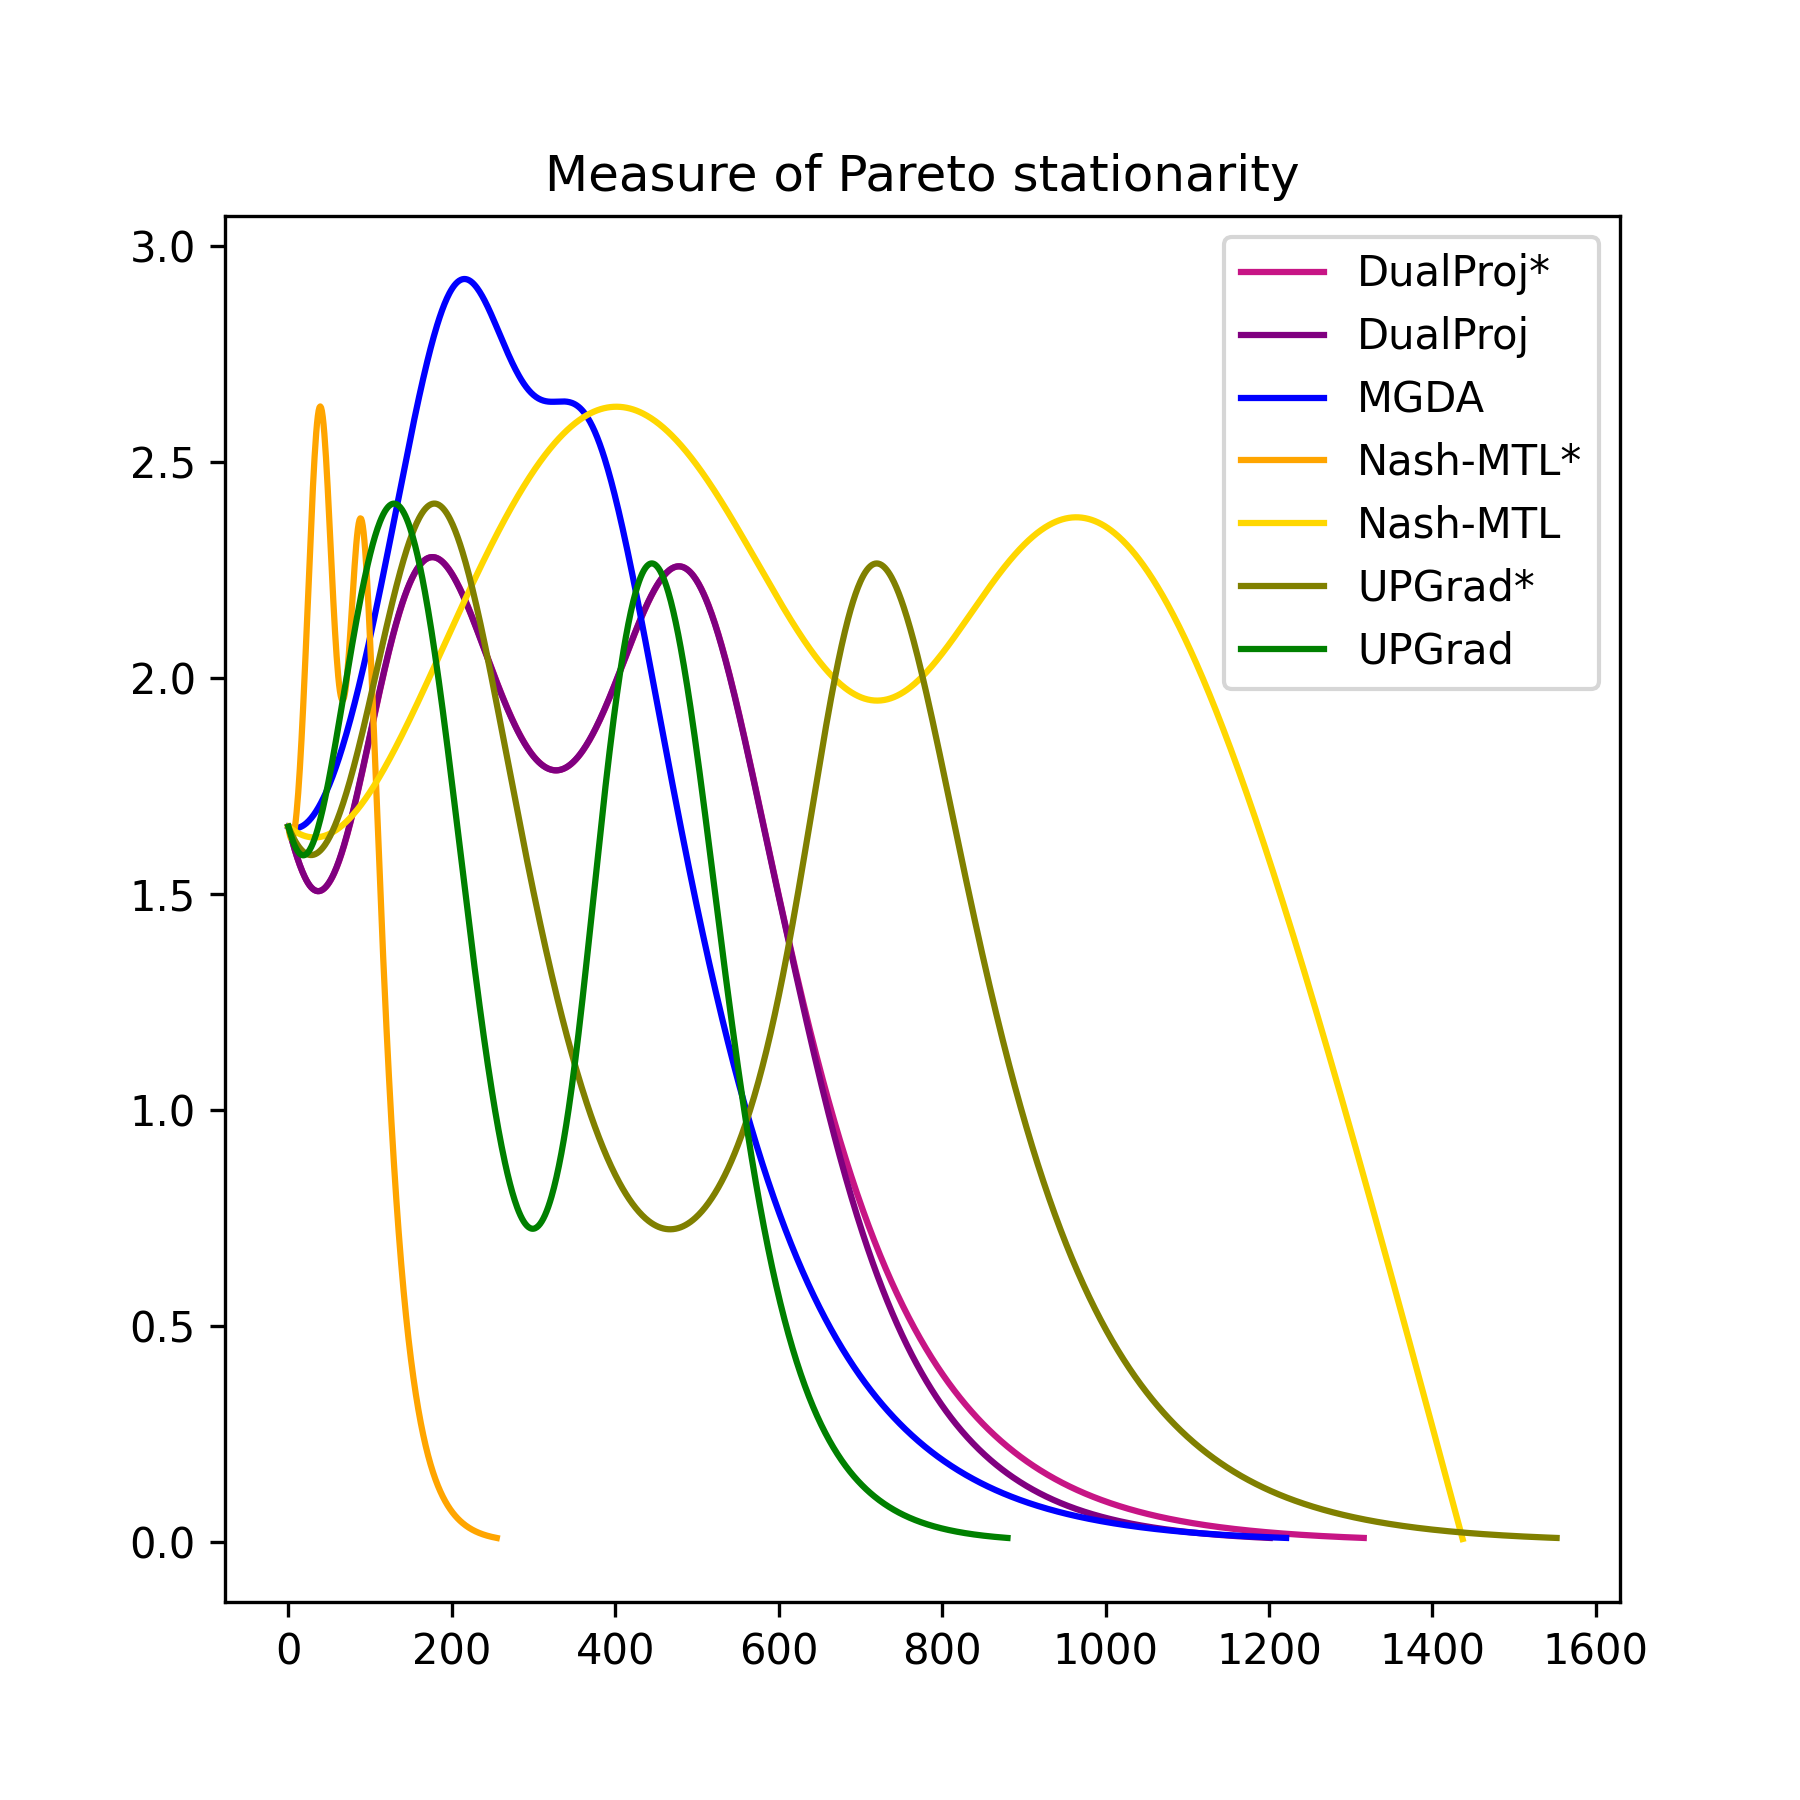 Measure of Pareto stationarity
3.0
2.5
2.0
1.5
1.0
0.5
0.0
DualProj*
DualProj
MGDA
Nash-MTL*
Nash-MTL
UPGrad*
UPGrad
0 200 400 600 800 1000 1200 1400 1600